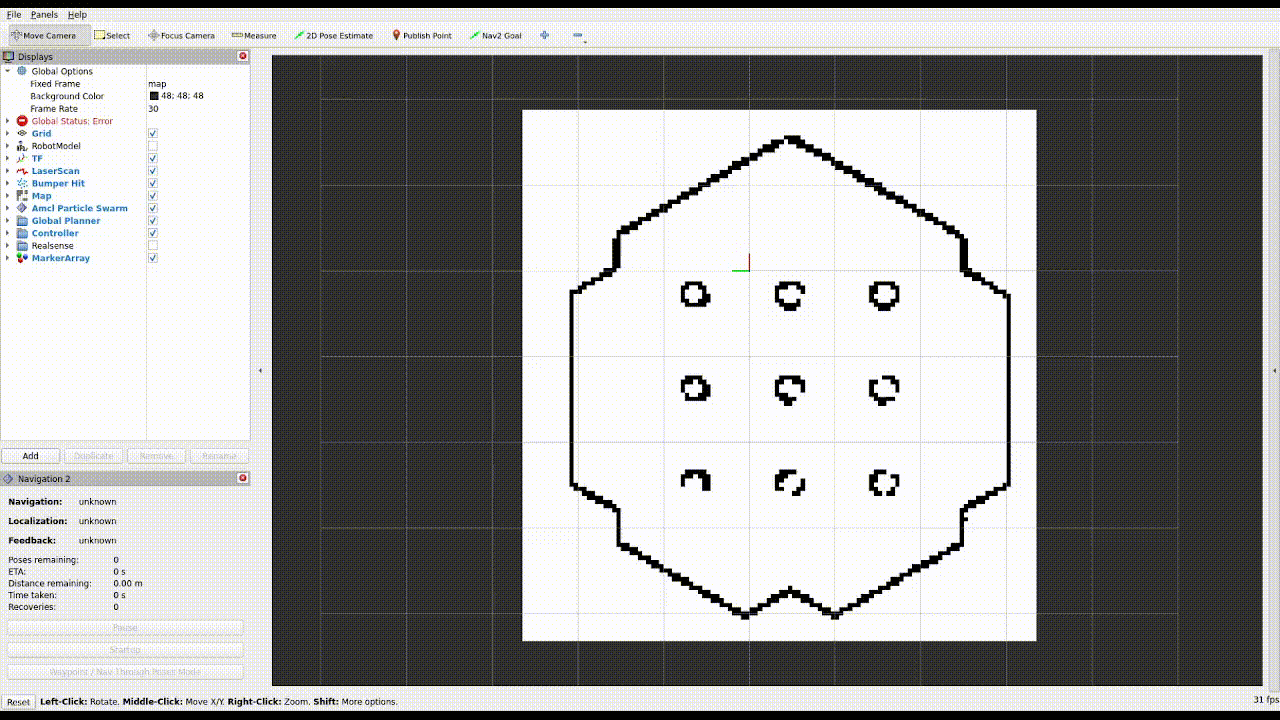 File Panels Help
Move Camera Select Focus Camera Measure 2D Pose Estimate Publish Point Nav2 Goal
Displays
Global Options
Fixed Frame map
Background Color 48; 48; 48
Frame Rate 30
Global Status: Error
Grid
RobotModel
TF
LaserScan
Bumper Hit
Map
Amcl Particle Swarm
Global Planner
Controller
Realsense
MarkerArray
Add Duplicate Remove Rename
Navigation 2
Navigation: unknown
Localization: unknown
Feedback: unknown
Poses remaining: 0
ETA: 0 s
Distance remaining: 0.00 m
Time taken: 0 s
Recoveries: 0
Pause
Startup
Waypoint / Nav Through Poses Mode
Reset Left-Click: Rotate. Middle-Click: Move X/Y. Right-Click: Zoom. Shift: More options. 31 fps